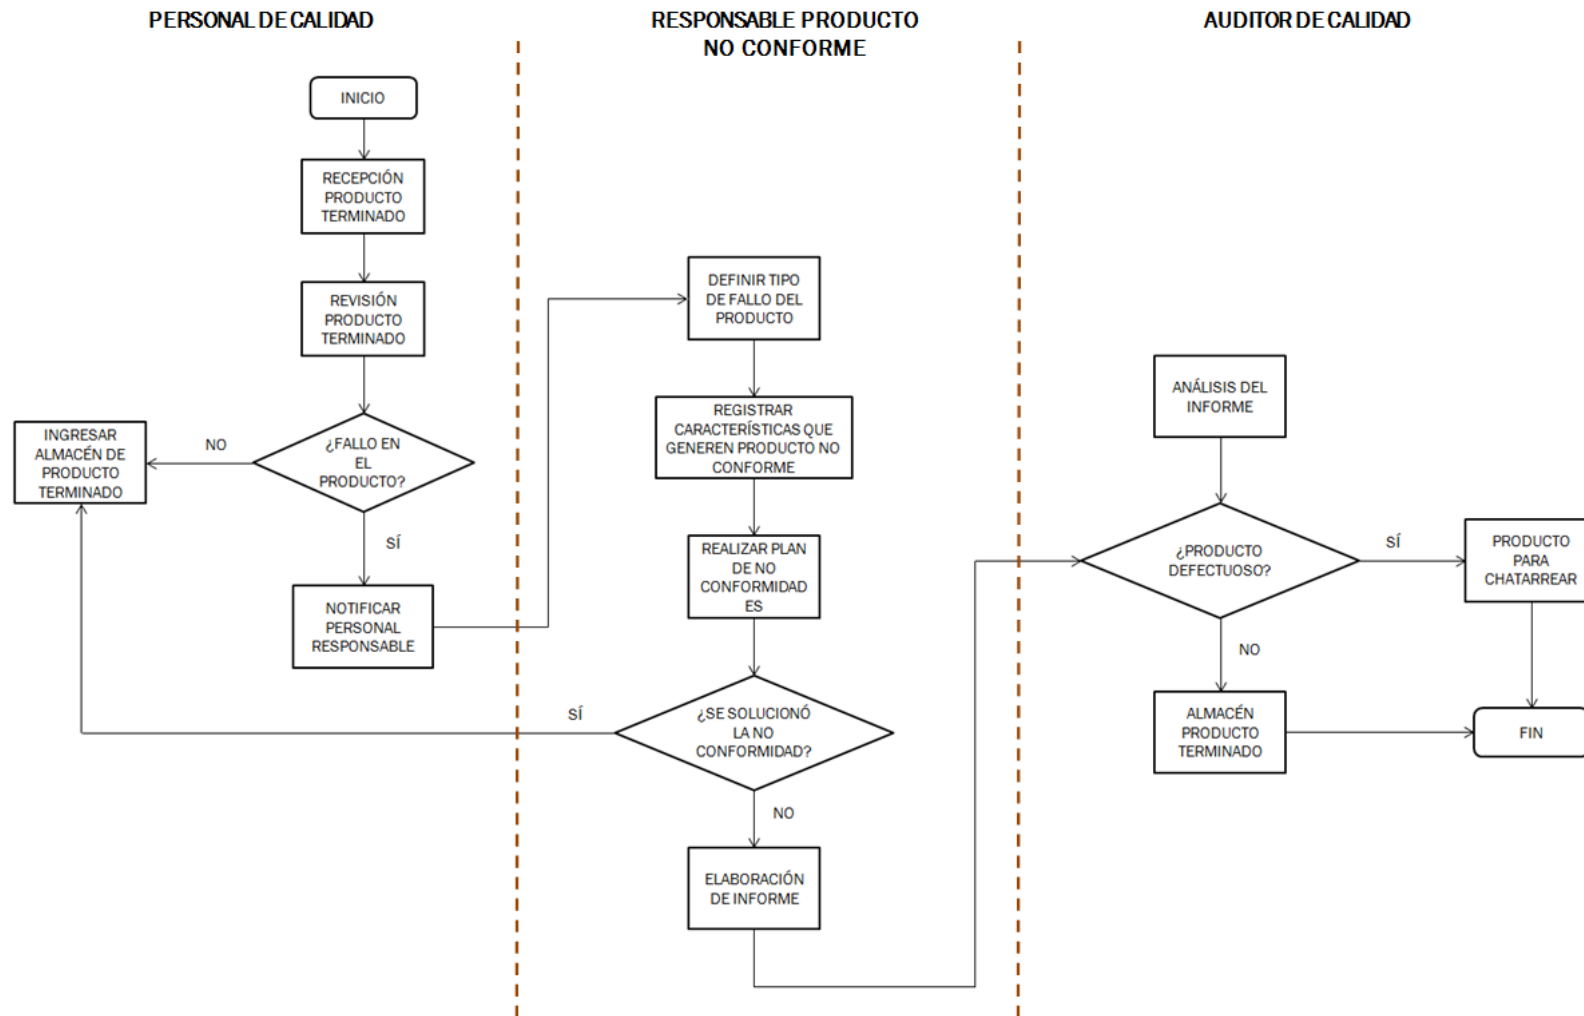 PERSONAL DE CALIDAD
RESPONSABLE PRODUCTO
NO CONFORME
AUDITOR DE CALIDAD
INICIO
RECEPCIÓN
PRODUCTO
TERMINADO
REVISIÓN
PRODUCTO
TERMINADO
¿FALLO EN
EL
PRODUCTO?
NO
INGRESAR
ALMACÉN DE
PRODUCTO
TERMINADO
SÍ
NOTIFICAR
PERSONAL
RESPONSABLE
DEFINIR TIPO
DE FALLO DEL
PRODUCTO
REGISTRAR
CARACTERÍSTICAS QUE
GENEREN PRODUCTO NO
CONFORME
REALIZAR PLAN
DE NO
CONFORMIDAD
ES
¿SE SOLUCIONÓ
LA NO
CONFORMIDAD?
SÍ
NO
ELABORACIÓN
DE INFORME
ANÁLISIS DEL
INFORME
¿PRODUCTO
DEFECTUOSO?
SÍ
PRODUCTO
PARA
CHATARREAR
NO
ALMACÉN
PRODUCTO
TERMINADO
FIN